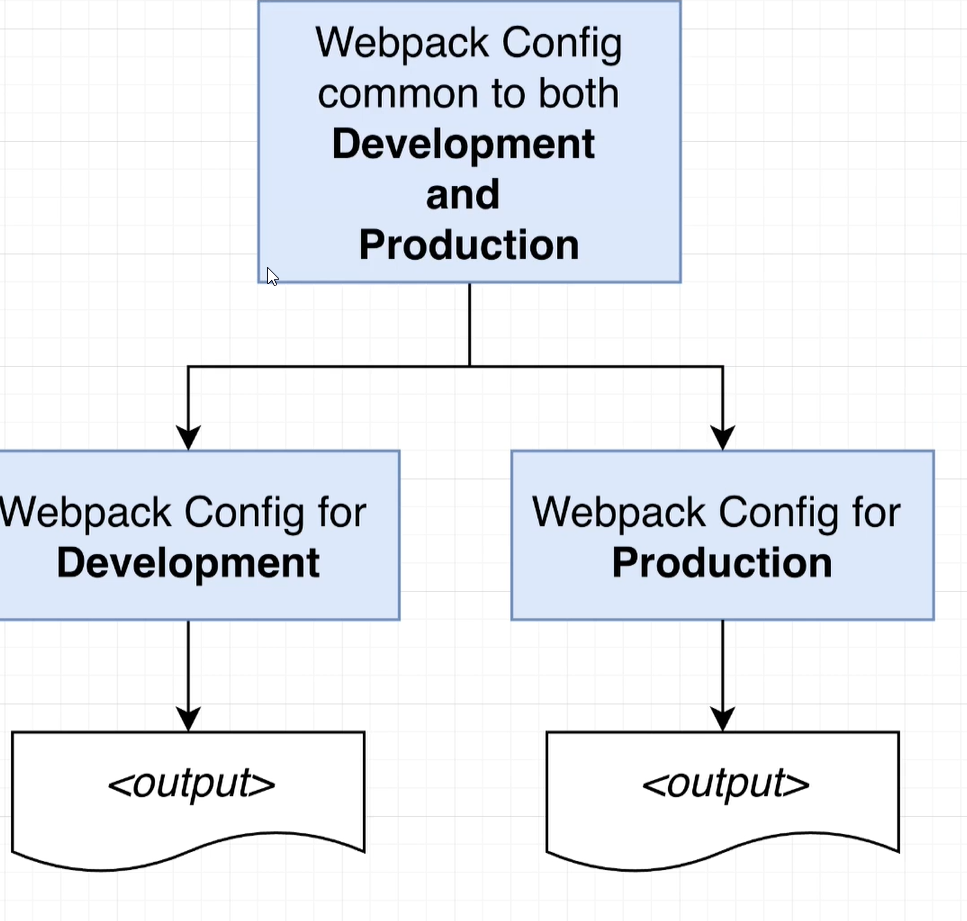 Webpack Config
common to both
Development
and
Production
Webpack Config for
Development
Webpack Config for
Production
<output>
<output>